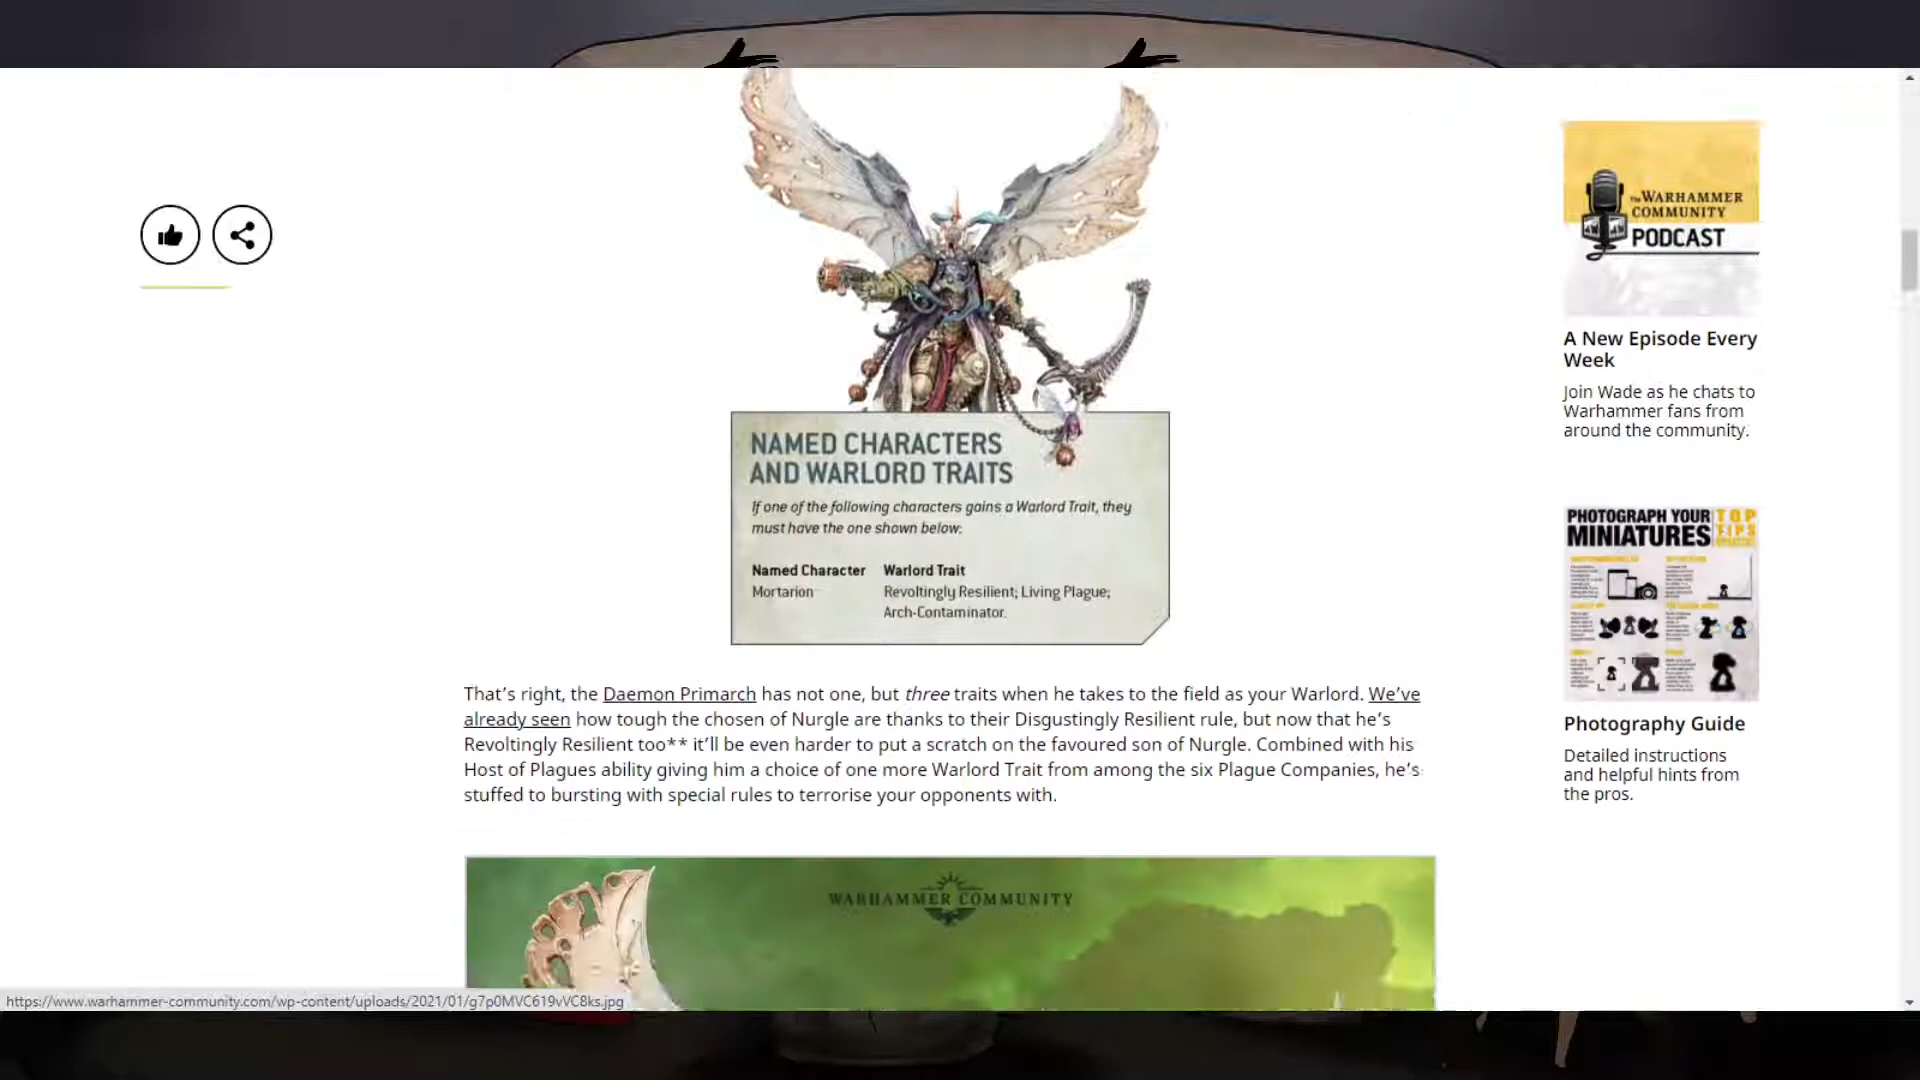 NAMED CHARACTERS
AND WARLORD TRAITS
If one of the following characters gains a Warlord Trait, they
must have the one shown below:
Named Character Warlord Trait
Mortarion Revoltingly Resilient; Living Plague;
Arch-Contaminator.
That’s right, the Daemon Primarch has not one, but three traits when he takes to the field as your Warlord. We’ve
already seen how tough the chosen of Nurgle are thanks to their Disgustingly Resilient rule, but now that he’s
Revoltingly Resilient too** it’ll be even harder to put a scratch on the favoured son of Nurgle. Combined with his
Host of Plagues ability giving him a choice of one more Warlord Trait from among the six Plague Companies, he’s
stuffed to bursting with special rules to terrorise your opponents with.
WARHAMMER COMMUNITY
The WARHAMMER
COMMUNITY
PODCAST
A New Episode Every
Week
Join Wade as he chats to
Warhammer fans from
around the community.
PHOTOGRAPH YOUR
MINIATURES
TOP
TIPS
Photography Guide
Detailed instructions
and helpful hints from
the pros.
https://www.warhammer-community.com/wp-content/uploads/2021/01/g7p0MVC619vVC8ks.jpg